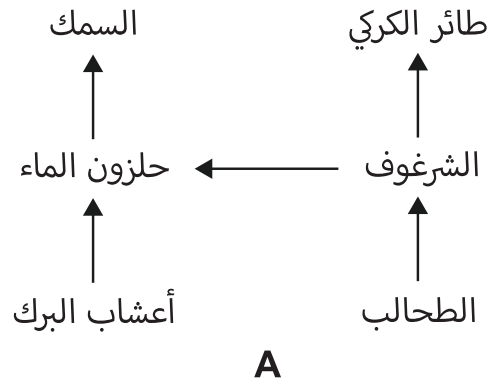 طائر الكركي
السمك
الشرغوف
حلزون الماء
الطحالب
أعشاب البرك
A